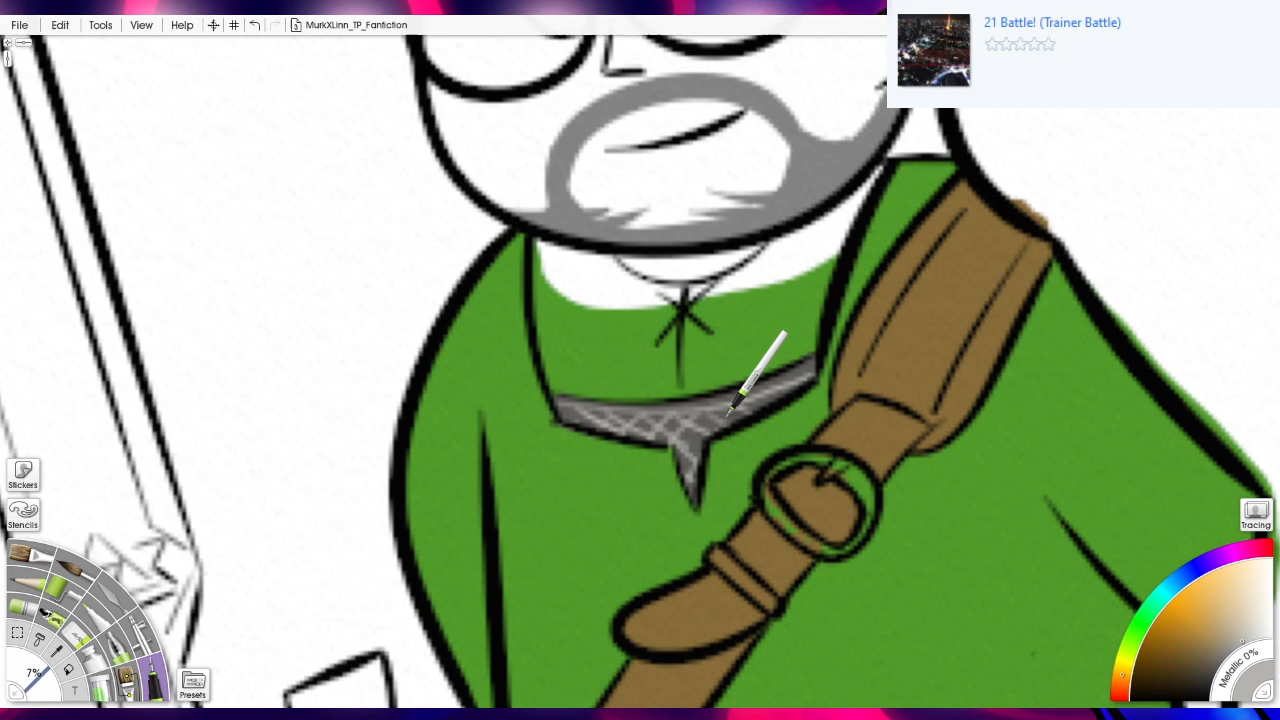 File Edit Tools View Help MurkXLinn_TP_Fanfiction
21 Battle! (Trainer Battle)
Stickers
Stencils
Tracing
7%
T
Presets
Metallic 0%